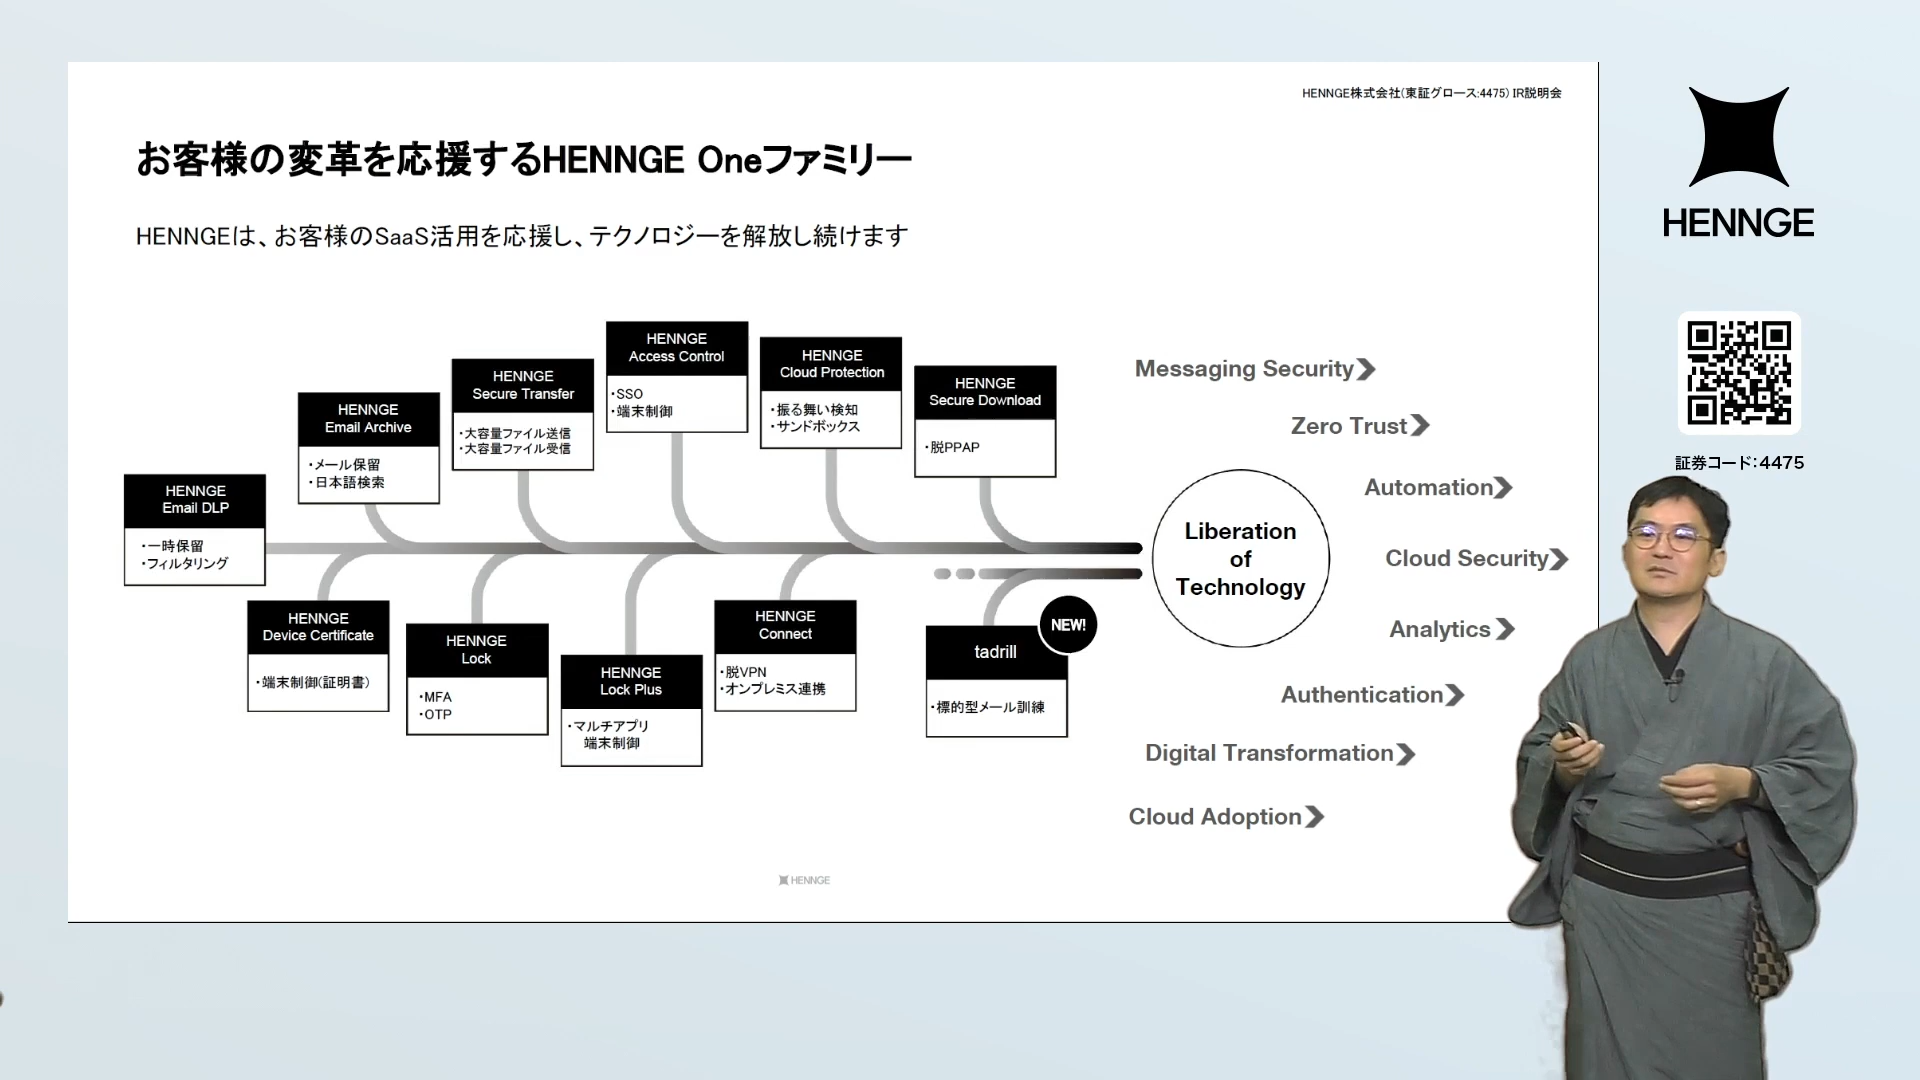 HENNGE株式会社(東証グロース:4475) IR説明会
お客様の変革を応援するHENNGE Oneファミリー
HENNGEは、お客様のSaaS活用を応援し、テクノロジーを解放し続けます
HENNGE
Email DLP
・一時保留
・フィルタリング
HENNGE
Email Archive
・メール保留
・日本語検索
HENNGE
Secure Transfer
・大容量ファイル送信
・大容量ファイル受信
HENNGE
Access Control
・SSO
・端末制御
HENNGE
Cloud Protection
・振る舞い検知
・サンドボックス
HENNGE
Secure Download
・脱PPAP
HENNGE
Device Certificate
・端末制御(証明書)
HENNGE
Lock
・MFA
・OTP
HENNGE
Lock Plus
・マルチアプリ
端末制御
HENNGE
Connect
・脱VPN
・オンプレミス連携
NEW!
tadrill
・標的型メール訓練
Liberation
of
Technology
Messaging Security
Zero Trust
Automation
Cloud Security
Analytics
Authentication
Digital Transformation
Cloud Adoption
HENNGE
HENNGE
証券コード:4475